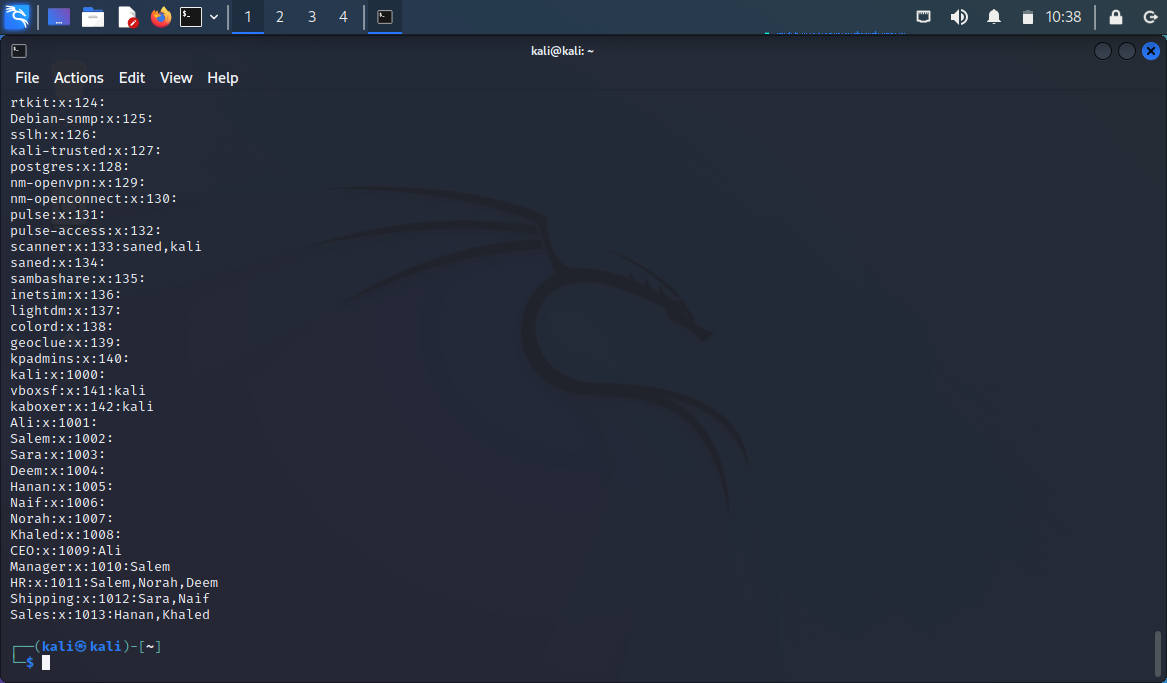 1 2 3 4 10:38
kali@kali: ~
File Actions Edit View Help
rtkit:x:124:
Debian-snmp:x:125:
sslh:x:126:
kali-trusted:x:127:
postgres:x:128:
nm-openvpn:x:129:
nm-openconnect:x:130:
pulse:x:131:
pulse-access:x:132:
scanner:x:133:saned,kali
saned:x:134:
sambashare:x:135:
inetsim:x:136:
lightdm:x:137:
colord:x:138:
geoclue:x:139:
kpadmins:x:140:
kali:x:1000:
vboxsf:x:141:kali
kaboxer:x:142:kali
Ali:x:1001:
Salem:x:1002:
Sara:x:1003:
Deem:x:1004:
Hanan:x:1005:
Naif:x:1006:
Norah:x:1007:
Khaled:x:1008:
CEO:x:1009:Ali
Manager:x:1010:Salem
HR:x:1011:Salem,Norah,Deem
Shipping:x:1012:Sara,Naif
Sales:x:1013:Hanan,Khaled
┌──(kali㉿kali)-[~]
└─$